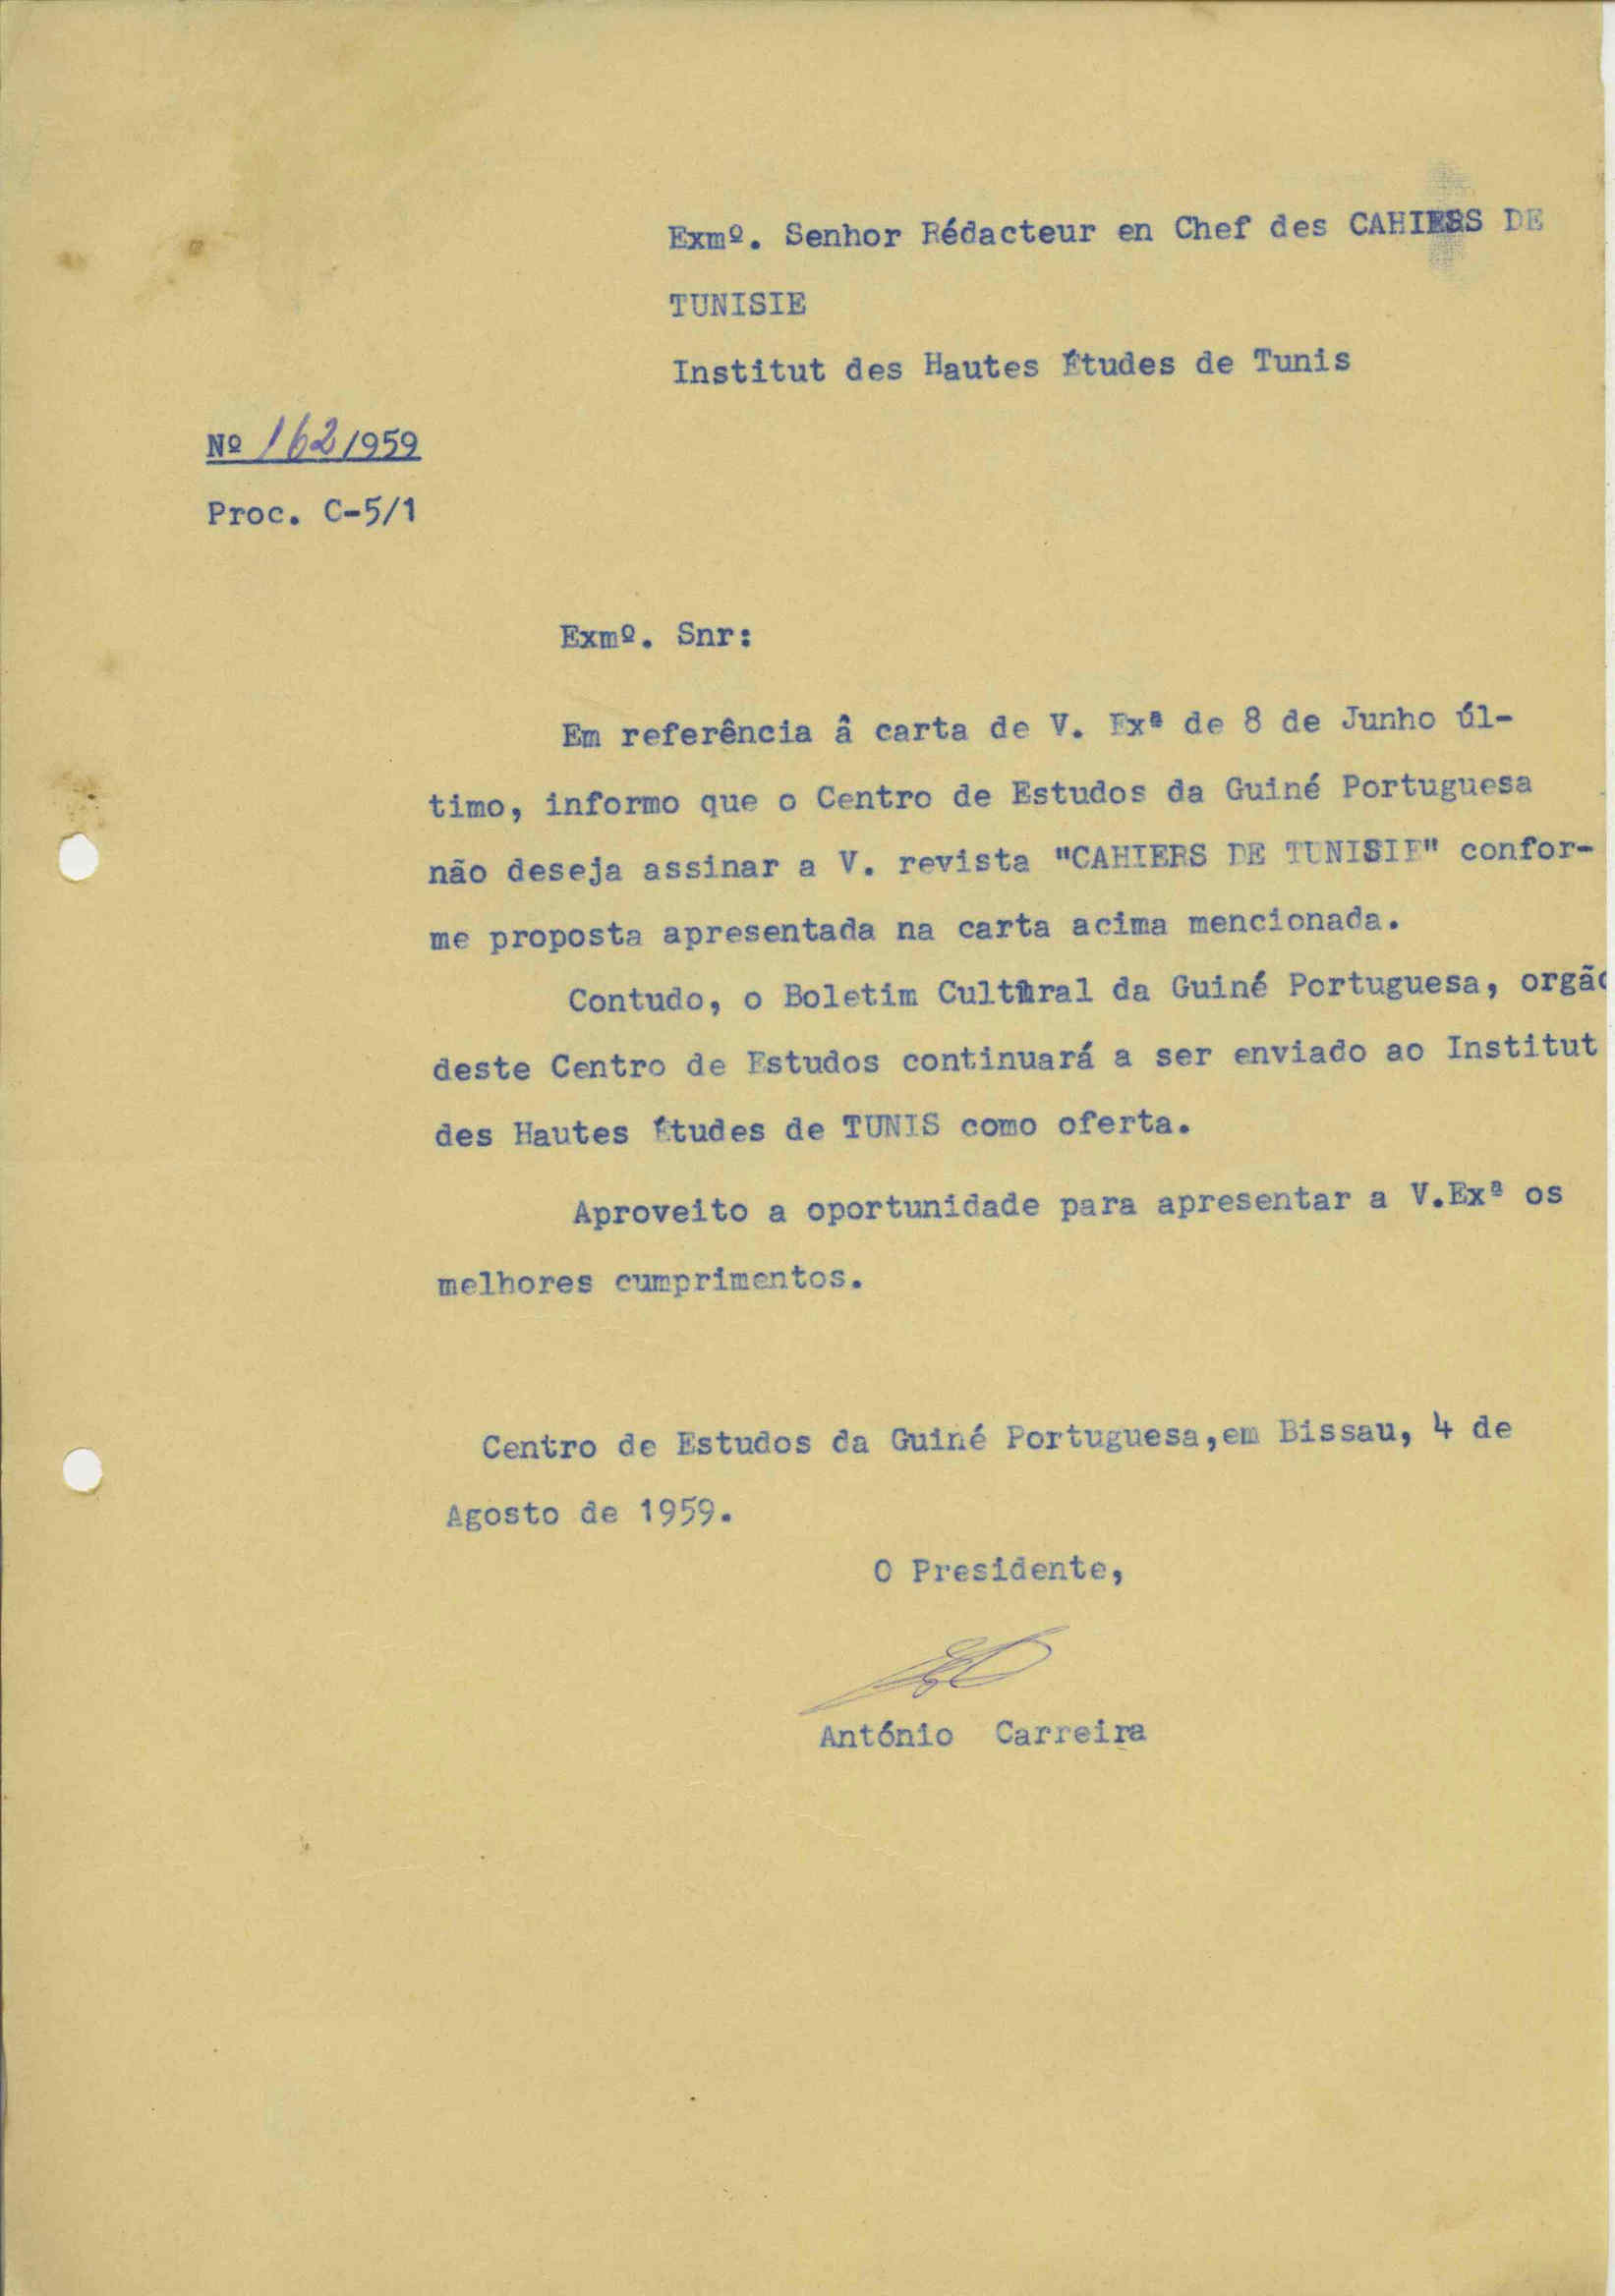 Exmº. Senhor Rédacteur en Chef des CAHIERS DE
TUNISIE
Institut des Hautes Études de Tunis
Nº 162/959
Proc. C-5/1
Exmº. Snr:
Em referência â carta de V. Exª de 8 de Junho úl-
timo, informo que o Centro de Estudos da Guiné Portuguesa
não deseja assinar a V. revista "CAHIERS DE TUNISIE" confor-
me proposta apresentada na carta acima mencionada.
Contudo, o Boletim Cultural da Guiné Portuguesa, orgão
deste Centro de Estudos continuará a ser enviado ao Institut
des Hautes Études de TUNIS como oferta.
Aproveito a oportunidade para apresentar a V.Exª os
melhores cumprimentos.
Centro de Estudos da Guiné Portuguesa,em Bissau, 4 de
Agosto de 1959.
O Presidente,
António Carreira